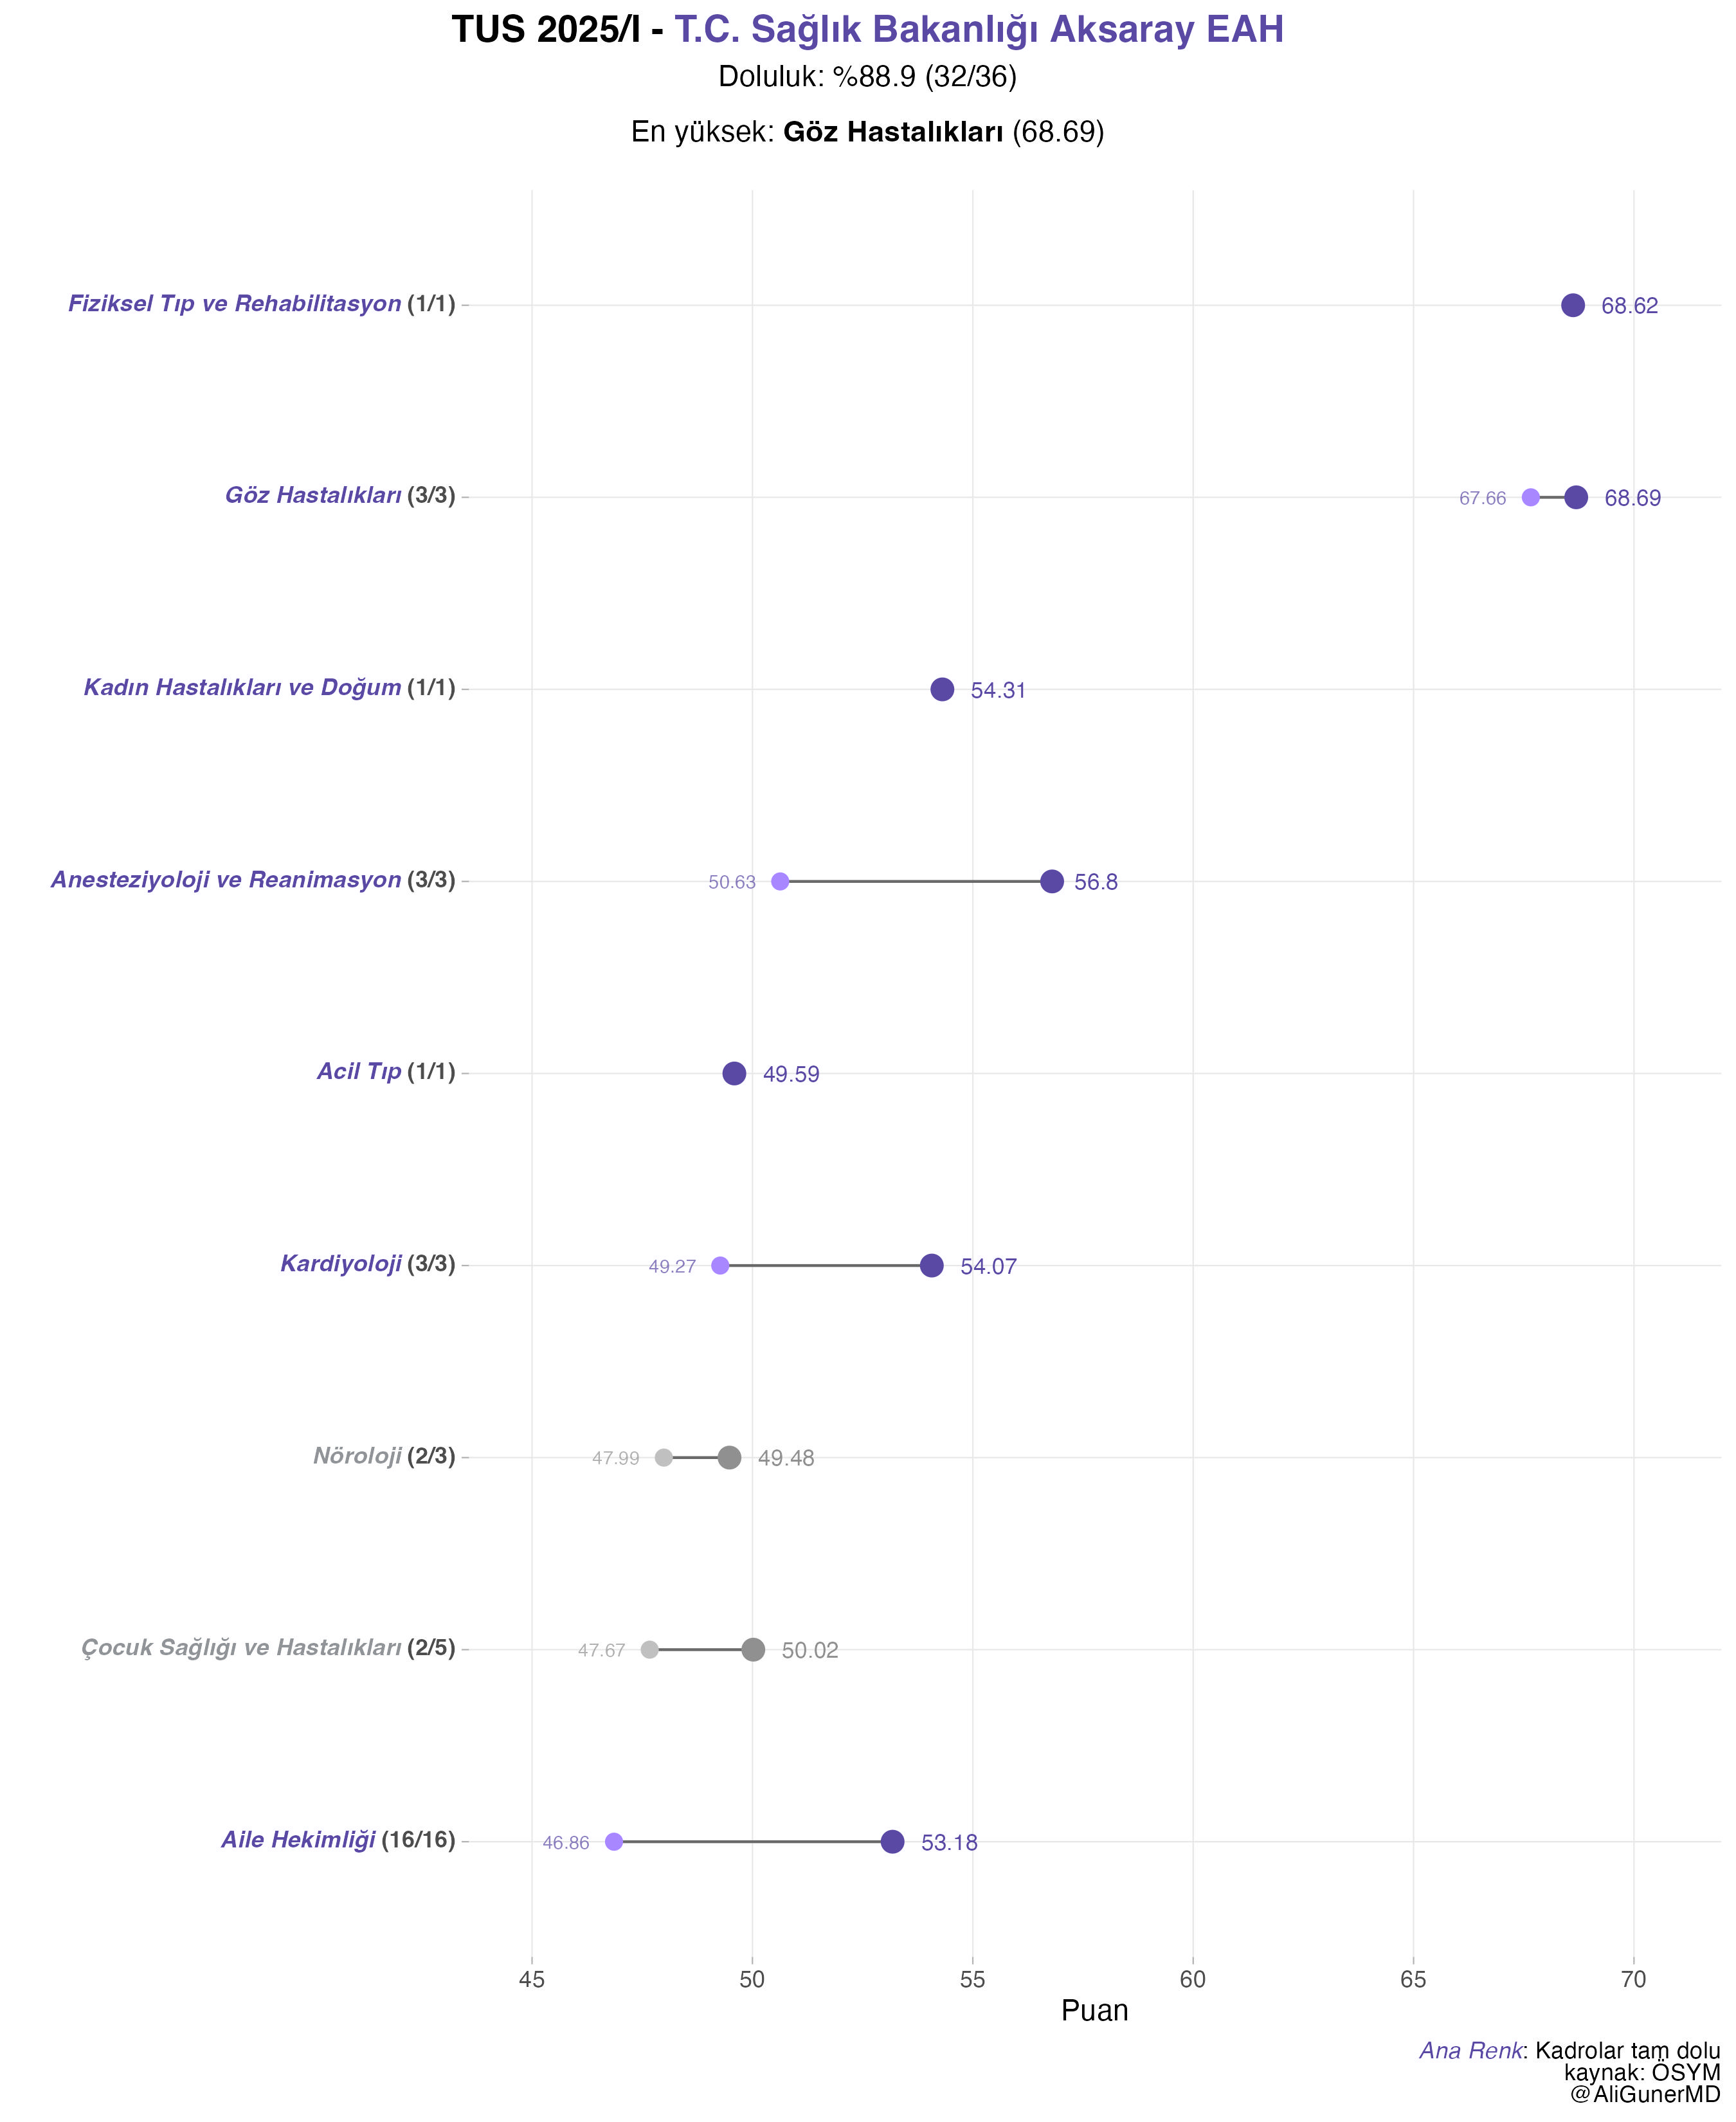 TUS 2025/I - T.C. Sağlık Bakanlığı Aksaray EAH
Doluluk: %88.9 (32/36)
En yüksek: Göz Hastalıkları (68.69)
Fiziksel Tıp ve Rehabilitasyon (1/1) 68.62
Göz Hastalıkları (3/3) 67.66 68.69
Kadın Hastalıkları ve Doğum (1/1) 54.31
Anesteziyoloji ve Reanimasyon (3/3) 50.63 56.8
Acil Tıp (1/1) 49.59
Kardiyoloji (3/3) 49.27 54.07
Nöroloji (2/3) 47.99 49.48
Çocuk Sağlığı ve Hastalıkları (2/5) 47.67 50.02
Aile Hekimliği (16/16) 46.86 53.18
45 50 55 60 65 70
Puan
Ana Renk: Kadrolar tam dolu
kaynak: ÖSYM
@AliGunerMD